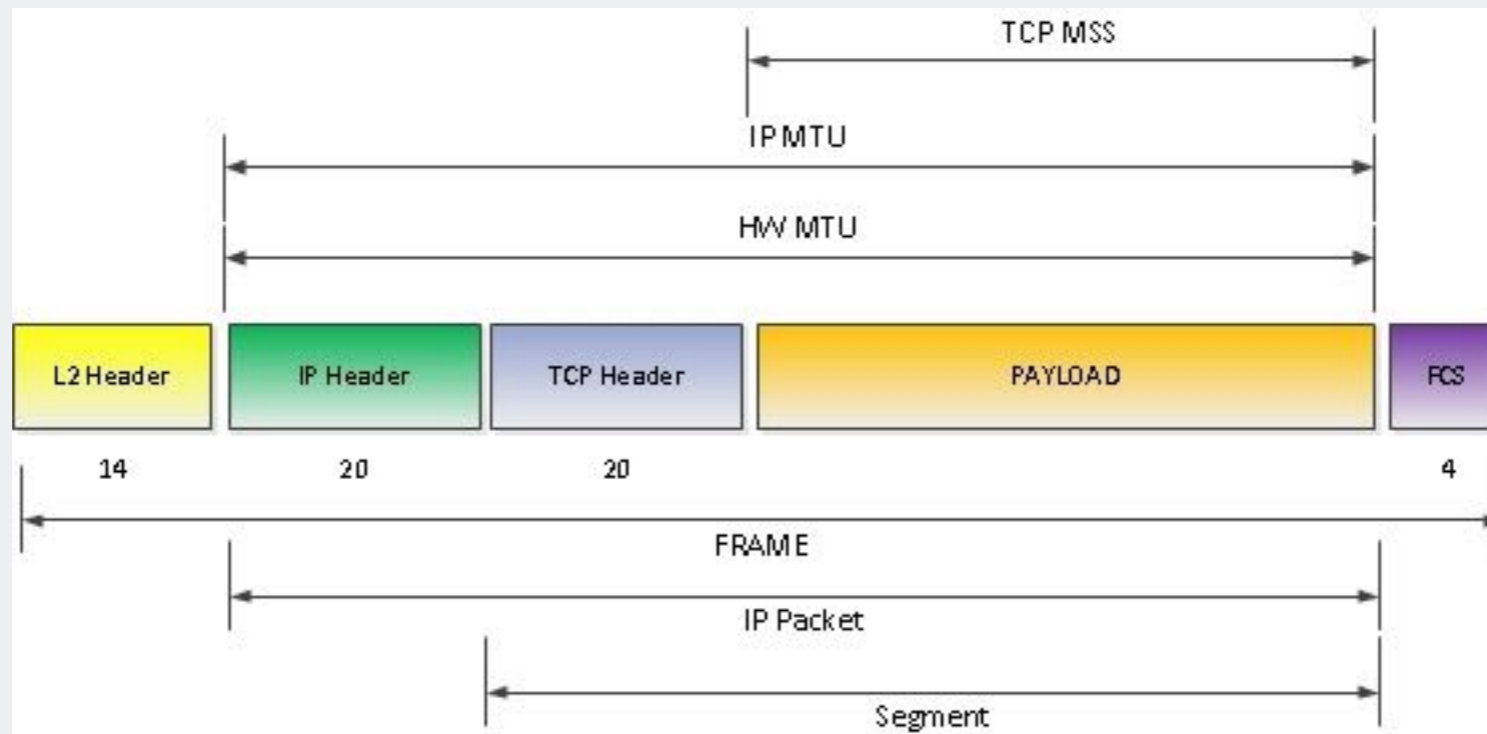 TCP MSS
IP MTU
HW MTU
L2 Header
IP Header
TCP Header
PAYLOAD
FCS
14
20
20
4
FRAME
IP Packet
Segment